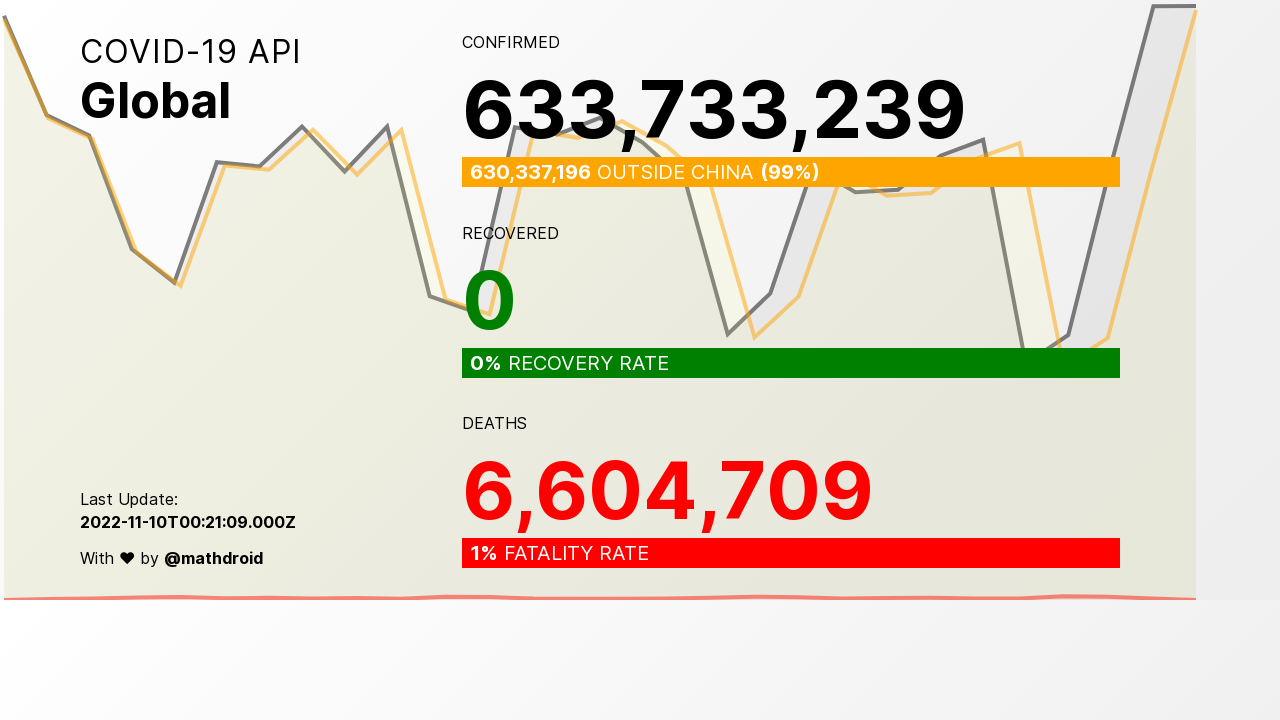 COVID-19 API
Global
CONFIRMED
633,733,239
630,337,196 OUTSIDE CHINA (99%)
RECOVERED
0
0% RECOVERY RATE
DEATHS
6,604,709
1% FATALITY RATE
Last Update:
2022-11-10T00:21:09.000Z
With ♥ by @mathdroid